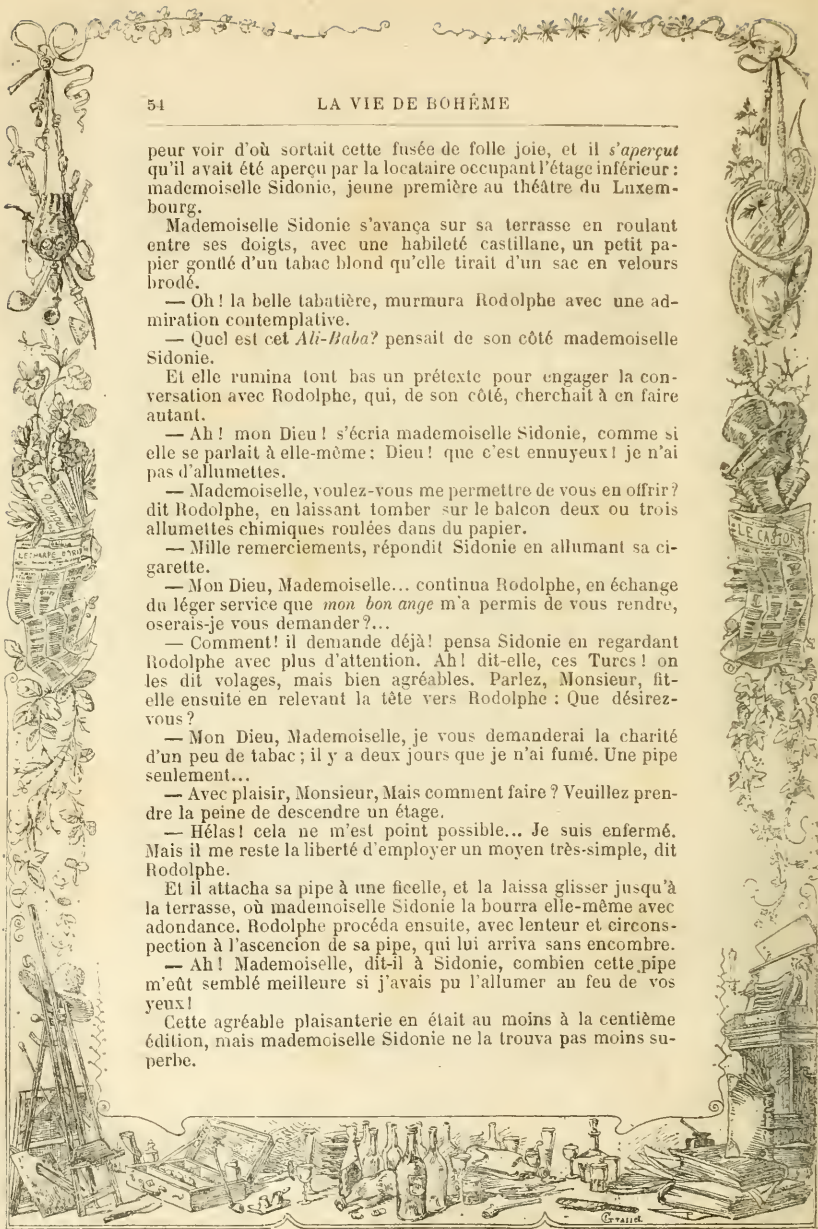 54 LA VIE DE BOHÊME
peur voir d'où sortait cette fusée de folle joie, et il s'aperçut
qu'il avait été aperçu par la locataire occupant l'étage inférieur :
mademoiselle Sidonie, jeune première au théâtre du Luxem-
bourg.
Mademoiselle Sidonie s'avança sur sa terrasse en roulant
entre ses doigts, avec une habileté castillane, un petit pa-
pier gonflé d'un tabac blond qu'elle tirait d'un sac en velours
brodé.
— Oh ! la belle tabatière, murmura Rodolphe avec une ad-
miration contemplative.
— Quel est cet Ali-Baba? pensait de son côté mademoiselle
Sidonie.
Et elle rumina tout bas un prétexte pour engager la con-
versation avec Rodolphe, qui, de son côté, cherchait à en faire
autant.
— Ah ! mon Dieu ! s'écria mademoiselle Sidonie, comme si
elle se parlait à elle-même : Dieu ! que c'est ennuyeux ! je n'ai
pas d'allumettes.
— Mademoiselle, voulez-vous me permettre de vous en offrir ?
dit Rodolphe, en laissant tomber sur le balcon deux ou trois
allumettes chimiques roulées dans du papier.
— Mille remerciements, répondit Sidonie en allumant sa ci-
garette.
— Mon Dieu, Mademoiselle... continua Rodolphe, en échange
du léger service que mon bon ange m'a permis de vous rendre,
oserais-je vous demander ?...
— Comment! il demande déjà! pensa Sidonie en regardant
Rodolphe avec plus d'attention. Ah! dit-elle, ces Turcs ! on
les dit volages, mais bien agréables. Parlez, Monsieur, fit-
elle ensuite en relevant la tête vers Rodolphe : Que désirez-
vous ?
— Mon Dieu, Mademoiselle, je vous demanderai la charité
d'un peu de tabac ; il y a deux jours que je n'ai fumé. Une pipe
seulement...
— Avec plaisir, Monsieur, Mais comment faire ? Veuillez pren-
dre la peine de descendre un étage.
— Hélas! cela ne m'est point possible... Je suis enfermé.
Mais il me reste la liberté d'employer un moyen très-simple, dit
Rodolphe.
Et il attacha sa pipe à une ficelle, et la laissa glisser jusqu'à
la terrasse, où mademoiselle Sidonie la bourra elle-même avec
adondance. Rodolphe procéda ensuite, avec lenteur et circons-
pection à l'ascencion de sa pipe, qui lui arriva sans encombre.
— Ah ! Mademoiselle, dit-il à Sidonie, combien cette pipe
m'eût semblé meilleure si j'avais pu l'allumer au feu de vos
yeux !
Cette agréable plaisanterie en était au moins à la centième
édition, mais mademoiselle Sidonie ne la trouva pas moins su-
perbe.
LE CASTOR
Grasset